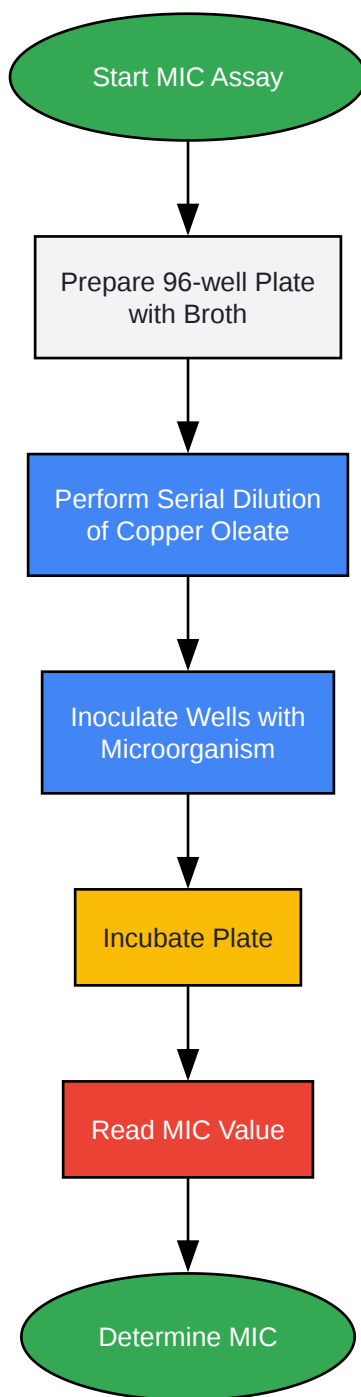 Start MIC Assay
Prepare 96-well Plate
with Broth
Perform Serial Dilution
of Copper Oleate
Inoculate Wells with
Microorganism
Incubate Plate
Read MIC Value
Determine MIC